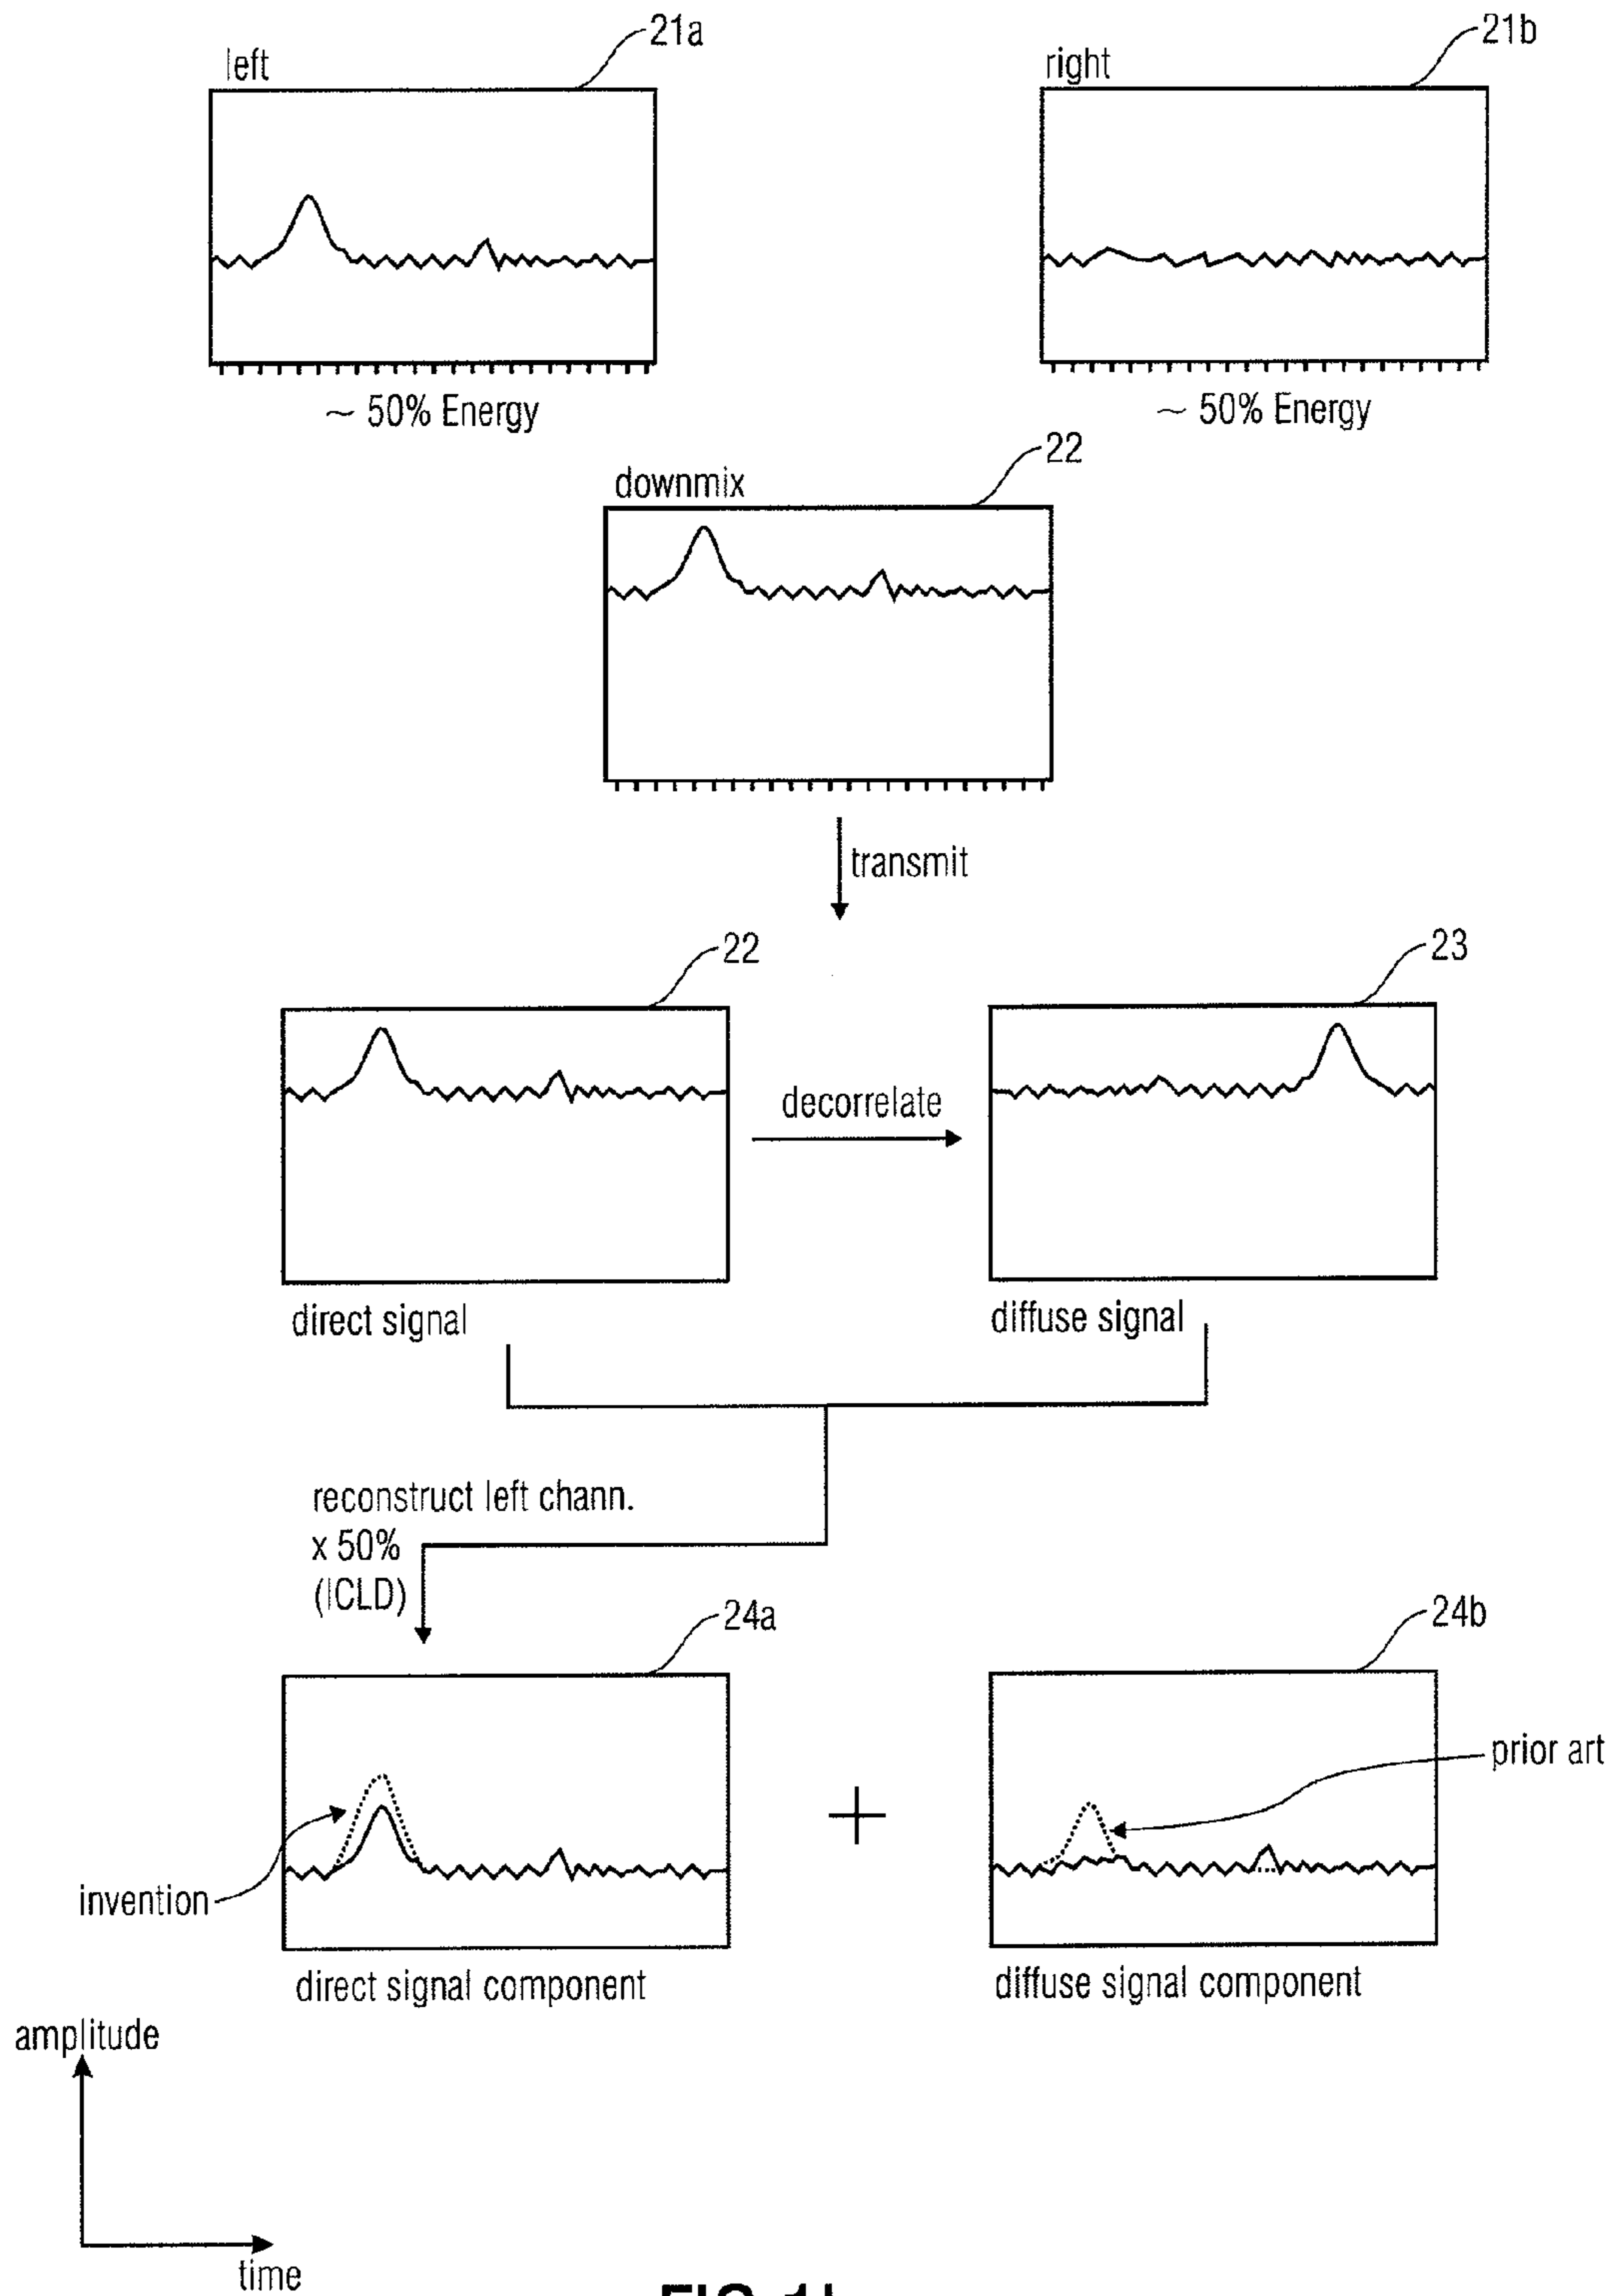 21a
21b
left
right
~ 50% Energy
~ 50% Energy
22
downmix
transmit
22
23
decorrelate
direct signal
diffuse signal
reconstruct left chann.
x 50%
(ICLD)
24a
24b
prior art
+
invention
direct signal component
diffuse signal component
amplitude
time